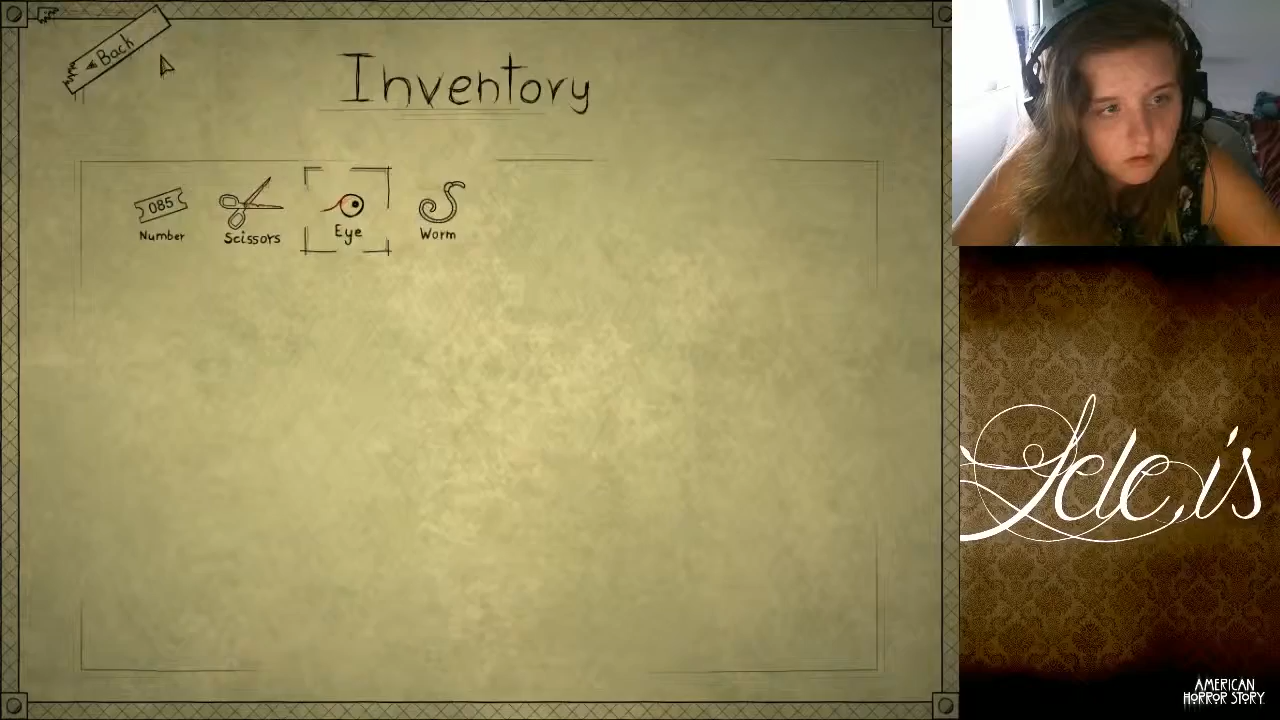 Back
Inventory
085
Number
Scissors
Eye
Worm
AMERICAN
HORROR STORY